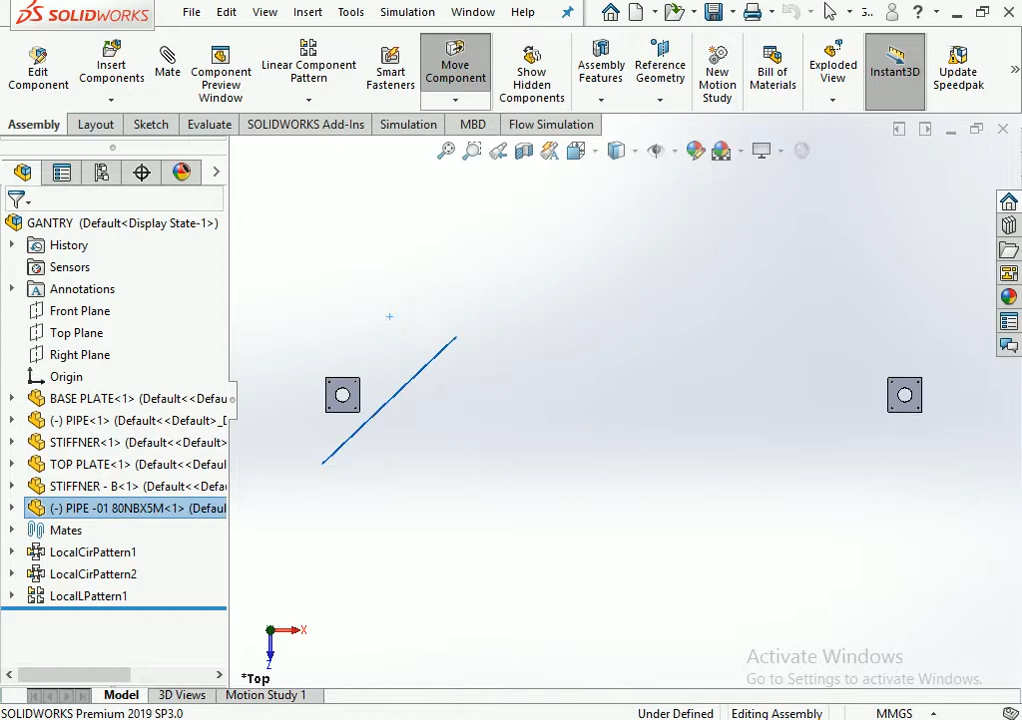 SOLIDWORKS File Edit View Insert Tools Simulation Window Help 3.. ?
Edit Component
Insert Components
Mate
Component Preview Window
Linear Component Pattern
Smart Fasteners
Move Component
Show Hidden Components
Assembly Features
Reference Geometry
New Motion Study
Bill of Materials
Exploded View
Instant3D
Update Speedpak
Assembly Layout Sketch Evaluate SOLIDWORKS Add-Ins Simulation MBD Flow Simulation
GANTRY (Default<Display State-1>)
History
Sensors
Annotations
Front Plane
Top Plane
Right Plane
Origin
BASE PLATE<1> (Default<<Defau
(-) PIPE<1> (Default<<Default>_D
STIFFNER<1> (Default<<Default>
TOP PLATE<1> (Default<<Default
STIFFNER - B<1> (Default<<Defau
(-) PIPE -01 80NBX5M<1> (Defaul
Mates
LocalCirPattern1
LocalCirPattern2
LocalLPattern1
X
Z
*Top
Activate Windows
Go to Settings to activate Windows.
Model 3D Views Motion Study 1
SOLIDWORKS Premium 2019 SP3.0 Under Defined Editing Assembly MMGS